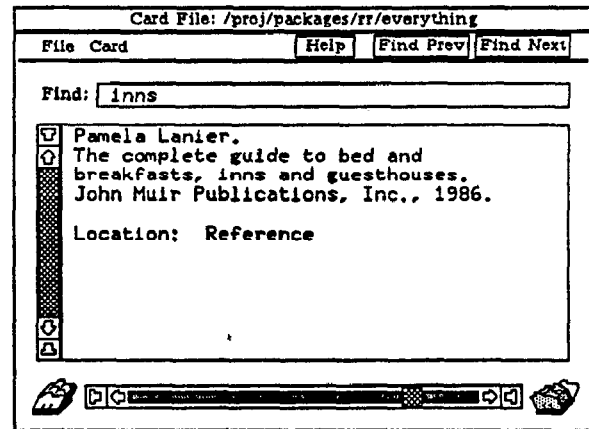 Card File: /proj/packages/rr/everything
File Card Help Find Prev Find Next
Find: inns
Pamela Lanier.
The complete guide to bed and
breakfasts, inns and guesthouses.
John Muir Publications, Inc., 1986.
Location: Reference